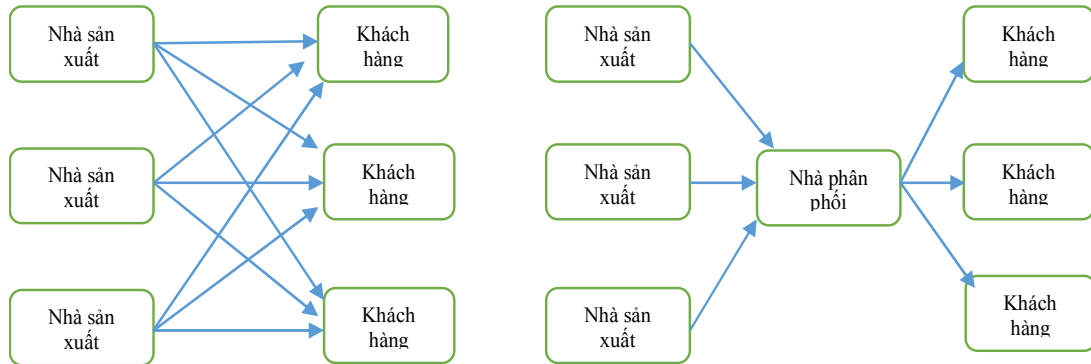 Nhà sản
xuất
Khách
hàng
Nhà sản
xuất
Khách
hàng
Nhà sản
xuất
Khách
hàng
Nhà sản
xuất
Khách
hàng
Nhà sản
xuất
Nhà phân
phối
Khách
hàng
Nhà sản
xuất
Khách
hàng